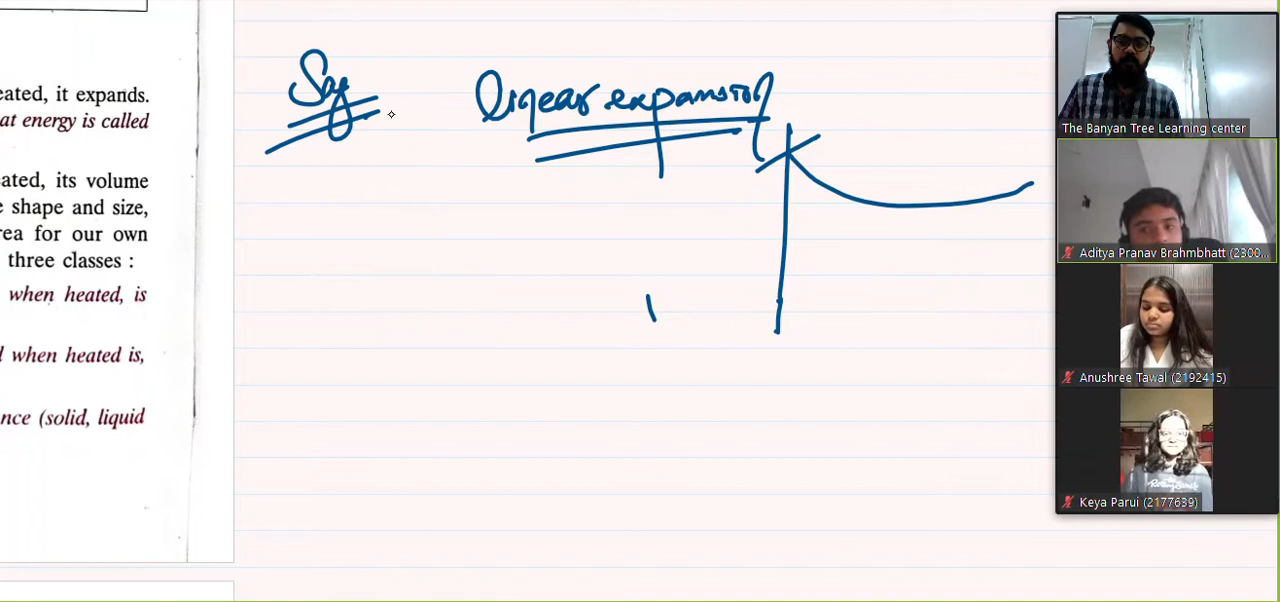 eated, it expands.
at energy is called
ated, its volume
e shape and size,
rea for our own
three classes :
when heated, is
d when heated is,
nce (solid, liquid
Sag
linear expansion
The Banyan Tree Learning center
Aditya Pranav Brahmbhatt (2300...
Anushree Tawal (2192415)
Keya Parui (2177639)